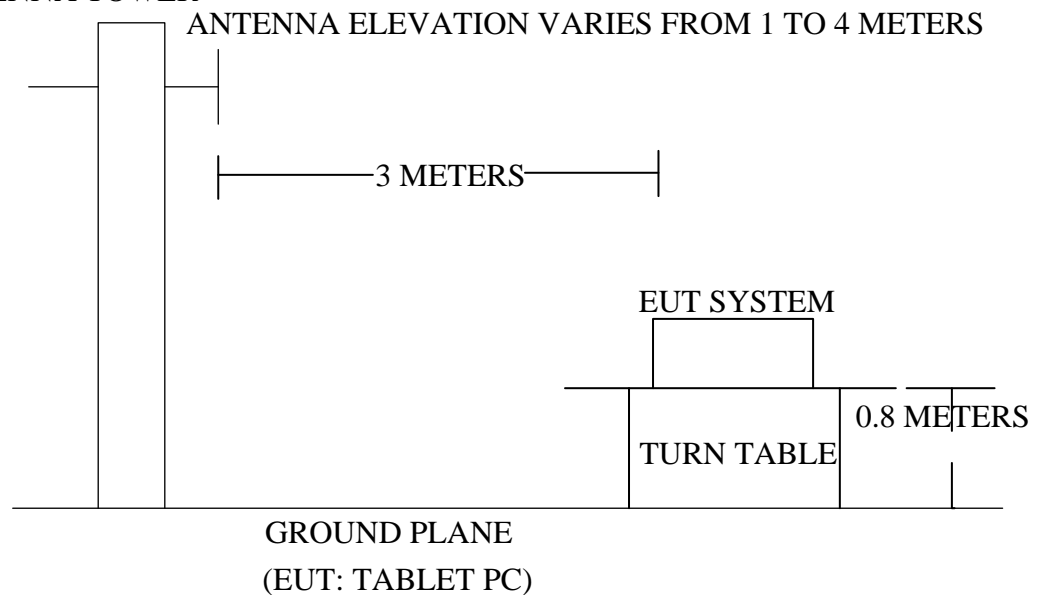 TOWER
ANTENNA ELEVATION VARIES FROM 1 TO 4 METERS
3 METERS
EUT SYSTEM
0.8 METERS
TURN TABLE
GROUND PLANE
(EUT: TABLET PC)